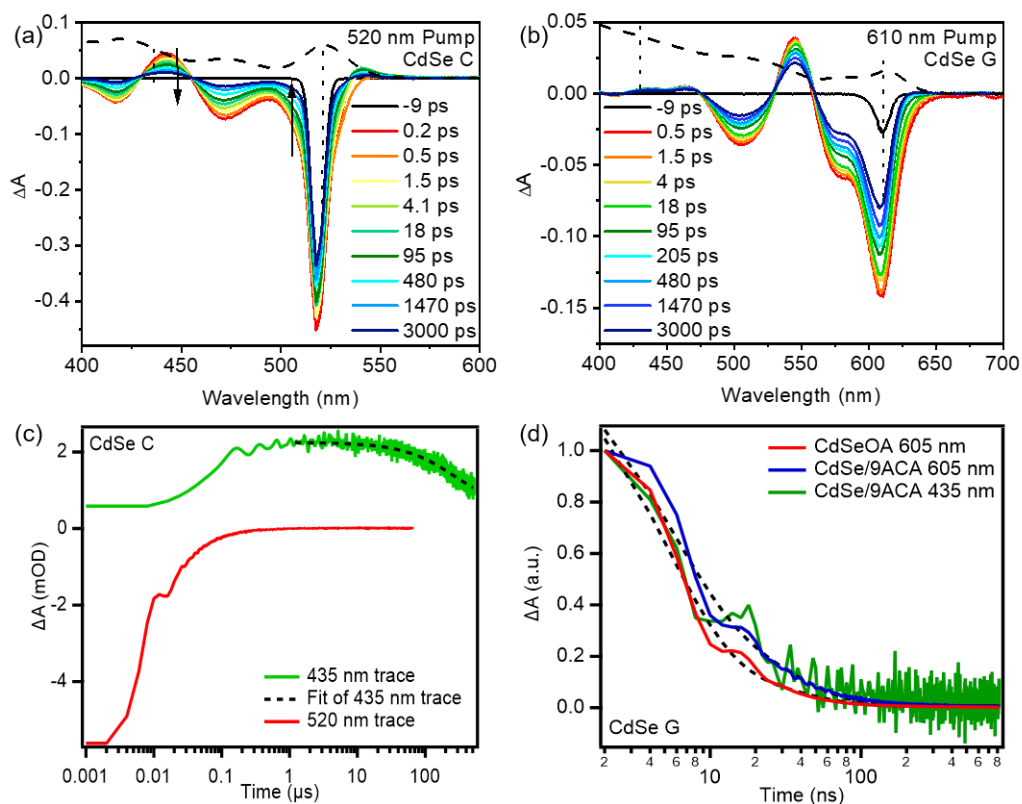 (a)
520 nm Pump
CdSe C
0.1
0.0
-0.1
-0.2
-0.3
-0.4
ΔA
-9 ps
0.2 ps
0.5 ps
1.5 ps
4.1 ps
18 ps
95 ps
480 ps
1470 ps
3000 ps
400 450 500 550 600
Wavelength (nm)
(b)
610 nm Pump
CdSe G
0.05
0.00
-0.05
-0.10
-0.15
ΔA
-9 ps
0.5 ps
1.5 ps
4 ps
18 ps
95 ps
205 ps
480 ps
1470 ps
3000 ps
400 450 500 550 600 650 700
Wavelength (nm)
(c)
CdSe C
2
0
-2
-4
ΔA (mOD)
435 nm trace
Fit of 435 nm trace
520 nm trace
0.001 0.01 0.1 1 10 100
Time (µs)
(d)
CdSeOA 605 nm
CdSe/9ACA 605 nm
CdSe/9ACA 435 nm
1.0
0.8
0.6
0.4
0.2
0.0
ΔA (a.u.)
CdSe G
2 4 6 8 10 2 4 6 8 100 2 4 6 8
Time (ns)